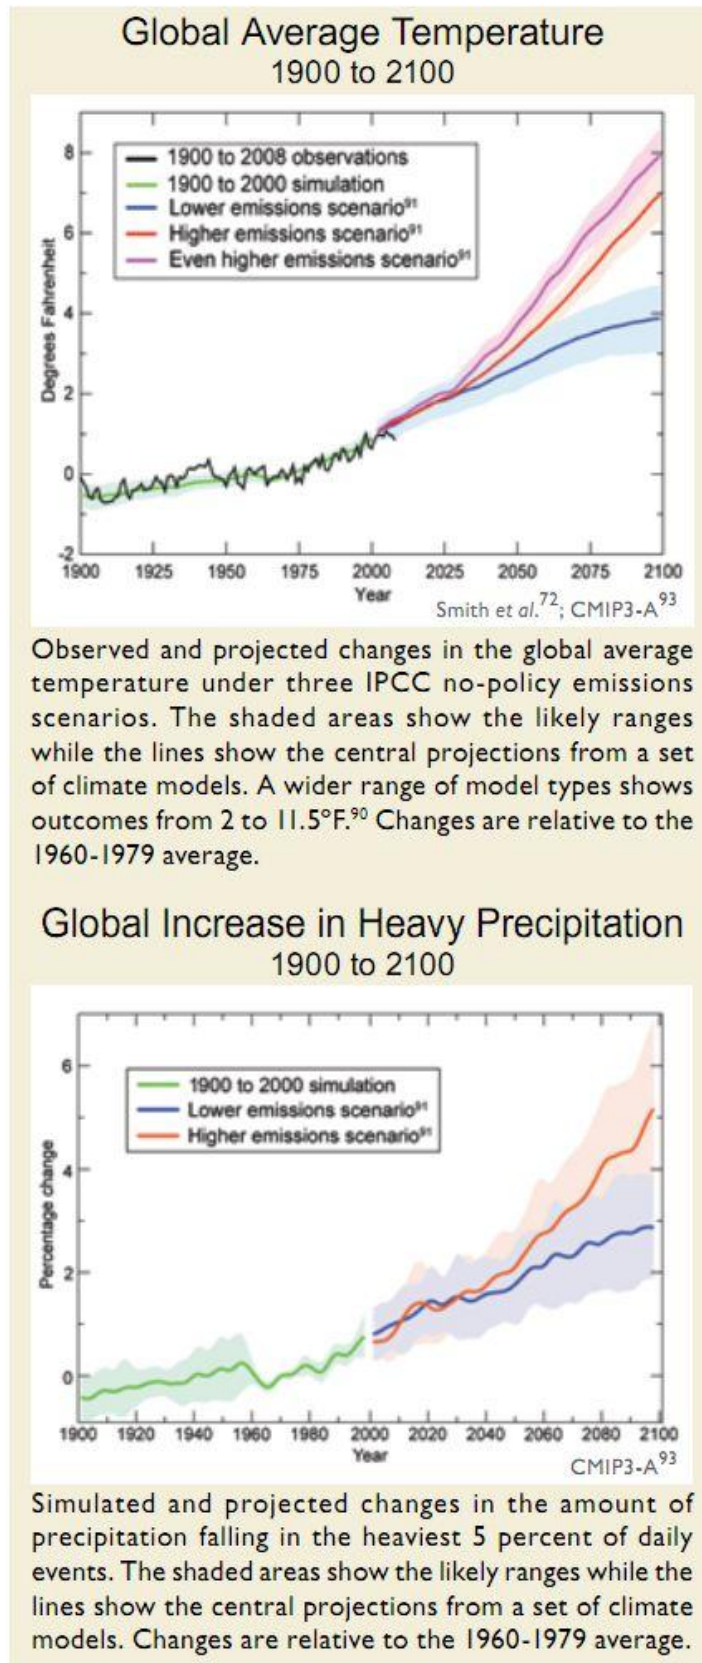 Global Average Temperature
1900 to 2100
1900 to 2008 observations
1900 to 2000 simulation
Lower emissions scenario⁹¹
Higher emissions scenario⁹¹
Even higher emissions scenario⁹¹
Degrees Fahrenheit
8
6
4
2
0
-2
1900 1925 1950 1975 2000 2025 2050 2075 2100
Year
Smith et al.⁷²; CMIP3-A⁹³
Observed and projected changes in the global average
temperature under three IPCC no-policy emissions
scenarios. The shaded areas show the likely ranges
while the lines show the central projections from a set
of climate models. A wider range of model types shows
outcomes from 2 to 11.5ºF.⁹⁰ Changes are relative to the
1960-1979 average.
Global Increase in Heavy Precipitation
1900 to 2100
1900 to 2000 simulation
Lower emissions scenario⁹¹
Higher emissions scenario⁹¹
Percentage change
6
4
2
0
1900 1920 1940 1960 1980 2000 2020 2040 2060 2080 2100
Year
CMIP3-A⁹³
Simulated and projected changes in the amount of
precipitation falling in the heaviest 5 percent of daily
events. The shaded areas show the likely ranges while the
lines show the central projections from a set of climate
models. Changes are relative to the 1960-1979 average.